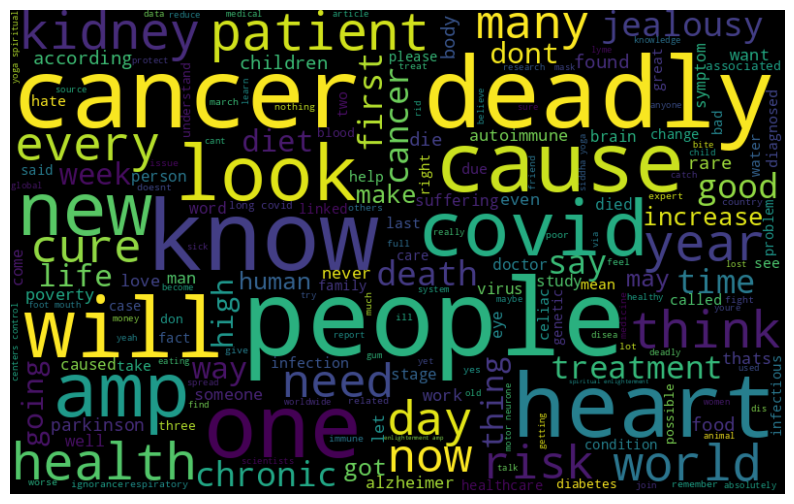 kidney patient many jealousy
according children dont found please body want associated
cancer deadly
hate first cancer symptom
every look cause
diet week die autoimmune brain change rare diagnosed
said person help make right due water bad good
new know covid increase year
cure word linked suffering even died problem
life love man human never last care doctor say may see
poverty death virus study mean called time
will people think
high family eye celiac genetic thats
caused take way infection stage treatment
amp need heart
going someone work thing
parkinson well three one day now risk world
health chronic got let alzheimer healthcare diabetes condition food possible infectious
yoga spiritual
data reduce
medical article
protect
source
march learn
nothing
understand
two
blood
cant
issue
global
doesnt
long covid others
really poor via feel
full
sick
become
try
much
system
maybe
healthy
fight
youre
lost
country
expert
catch
bite
child
friend
siddha yoga
believe
anyone
research mask
treat
rid
knowledge
lyme
come
case
fact
don
foot mouth
money
yeah
eating
give
report
ill
gum
yet
yes
disea
lot
deadly
used
women
dis
animal
spiritual enlightenment
enlightenment amp
motor neurone
getting
talk
join
remember absolutely
old
related
worldwide
immune
scientists
spread
find
worse
ignorance
respiratory
centers control